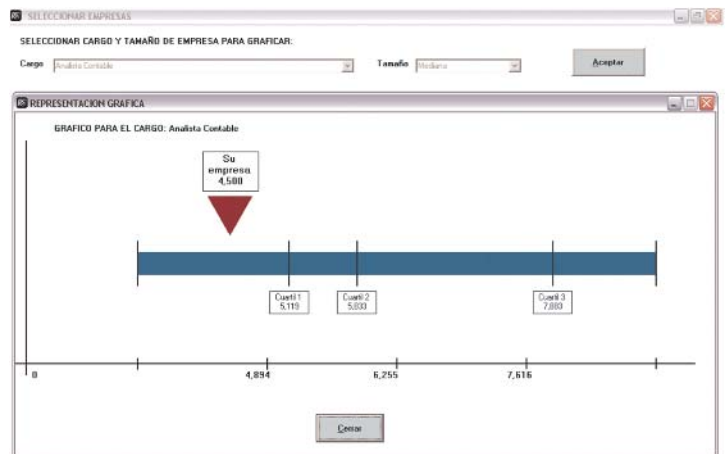 SELECCIONAR EMPRESAS
SELECCIONAR CARGO Y TAMAÑO DE EMPRESA PARA GRAFICAR:
Cargo Analista Contable Tamaño Mediana Aceptar
REPRESENTACION GRAFICA
GRAFICO PARA EL CARGO: Analista Contable
Su
empresa
4,500
Cuartil 1 Cuartil 2 Cuartil 3
5,119 5,833 7,883
0 4,894 6,255 7,616
Cerrar